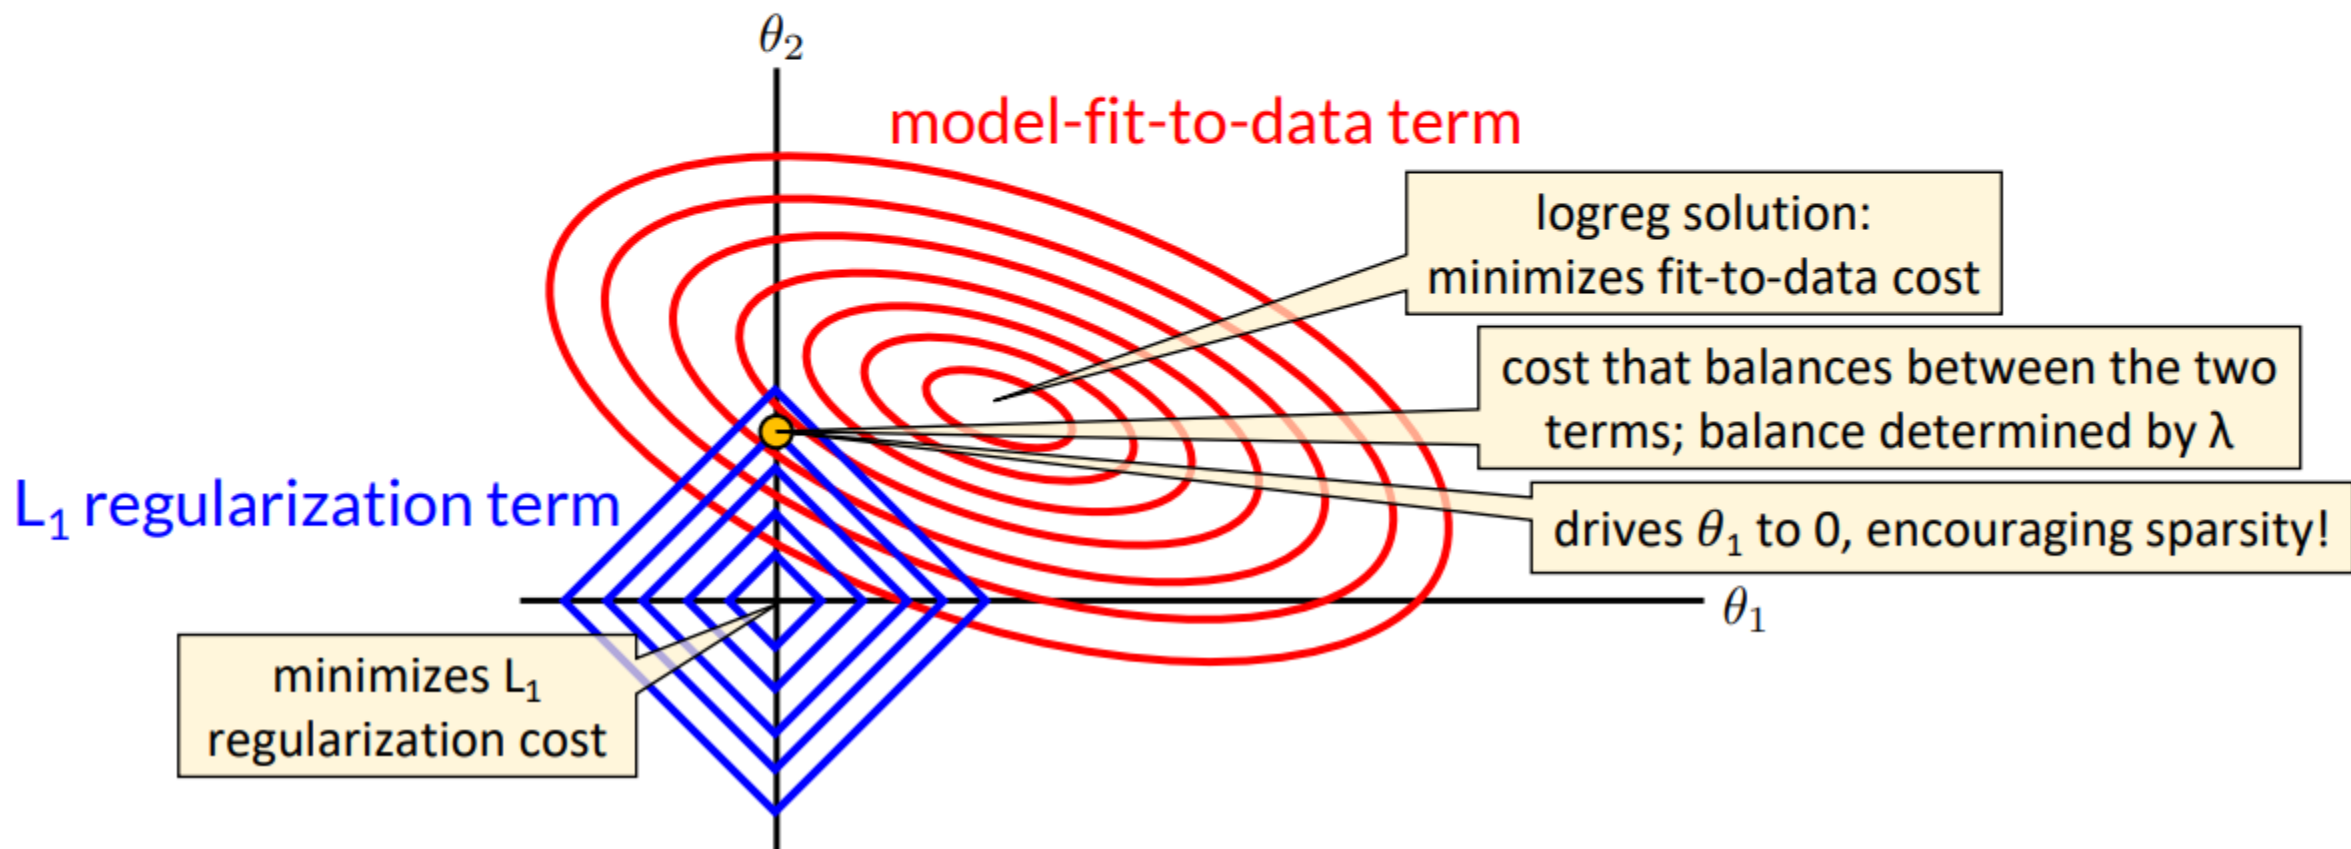 θ₂
model-fit-to-data term
logreg solution:
minimizes fit-to-data cost
cost that balances between the two
terms; balance determined by λ
L₁ regularization term
drives θ₁ to 0, encouraging sparsity!
θ₁
minimizes L₁
regularization cost